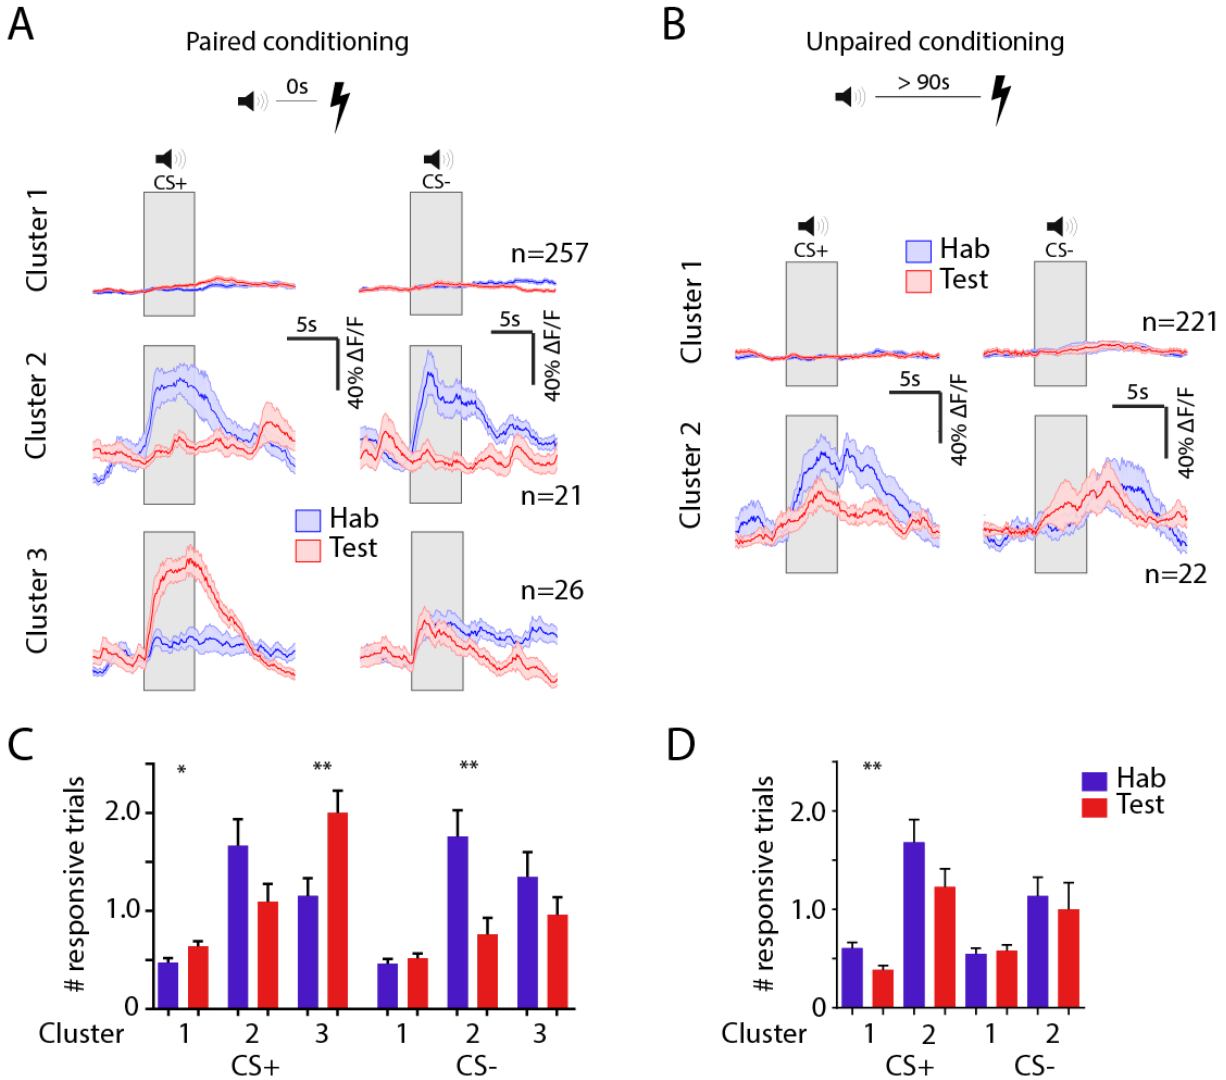 A
Paired conditioning
0s
CS+
CS-
Cluster 1
n=257
5s
40% ΔF/F
5s
40% ΔF/F
Cluster 2
n=21
Hab
Test
Cluster 3
n=26
B
Unpaired conditioning
> 90s
CS+
Hab
Test
CS-
Cluster 1
n=221
5s
40% ΔF/F
5s
40% ΔF/F
Cluster 2
n=22
C
# responsive trials
2.0
1.0
0
* ** **
Cluster 1 2 3 1 2 3
CS+ CS-
D
# responsive trials
2.0
1.0
0
**
Hab
Test
Cluster 1 2 1 2
CS+ CS-